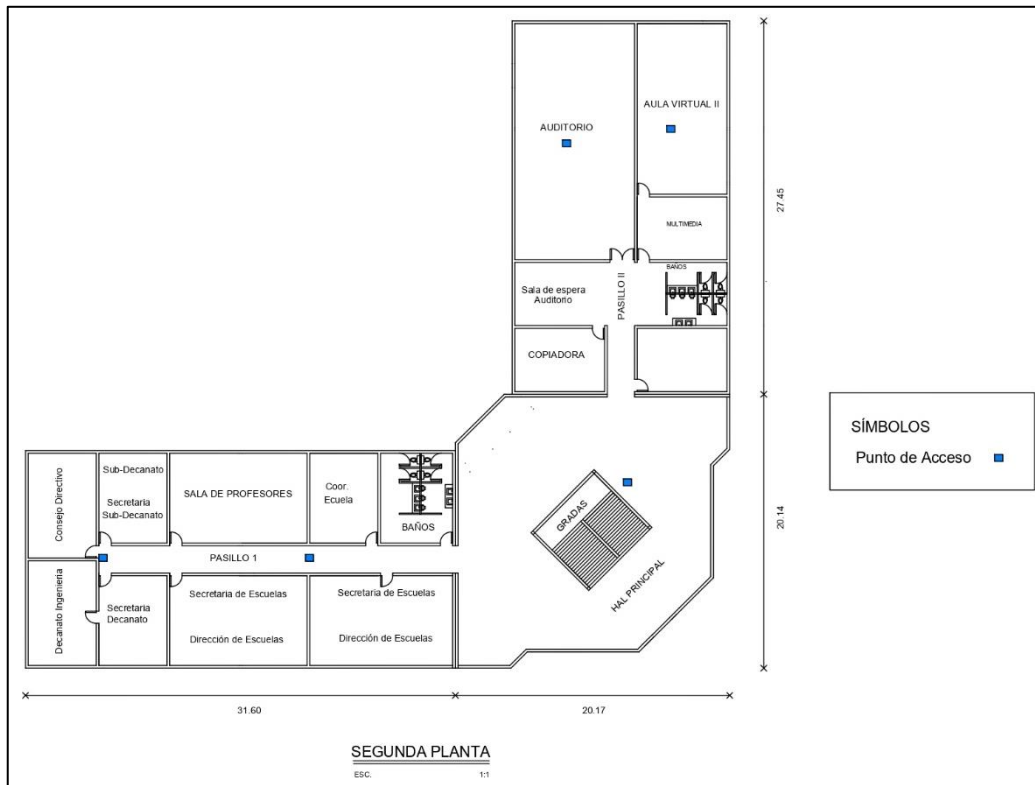 AUDITORIO
AULA VIRTUAL II
MULTIMEDIA
27.45
Sala de espera
Auditorio
PASILLO II
BAÑOS
COPIADORA
SÍMBOLOS
Punto de Acceso
Consejo Directivo
Sub-Decanato
Secretaria
Sub-Decanato
SALA DE PROFESORES
Coor.
Ecuela
BAÑOS
GRADAS
HAL PRINCIPAL
20.14
PASILLO 1
Decanato Ingenieria
Secretaria
Decanato
Secretaria de Escuelas
Dirección de Escuelas
Secretaria de Escuelas
Dirección de Escuelas
31.60
20.17
SEGUNDA PLANTA
ESC.
1:1